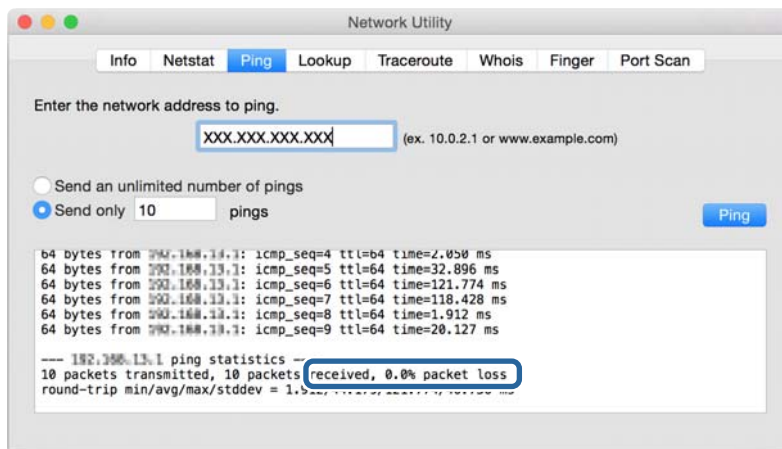 Network Utility
Info Netstat Ping Lookup Traceroute Whois Finger Port Scan
Enter the network address to ping.
XXX.XXX.XXX.XXX (ex. 10.0.2.1 or www.example.com)
Send an unlimited number of pings
Send only 10 pings
Ping
64 bytes from : icmp_seq=4 ttl=64 time=2.050 ms
64 bytes from : icmp_seq=5 ttl=64 time=32.896 ms
64 bytes from : icmp_seq=6 ttl=64 time=121.774 ms
64 bytes from : icmp_seq=7 ttl=64 time=118.428 ms
64 bytes from : icmp_seq=8 ttl=64 time=1.912 ms
64 bytes from : icmp_seq=9 ttl=64 time=20.127 ms
--- ping statistics --
10 packets transmitted, 10 packets received, 0.0% packet loss
round-trip min/avg/max/stddev = ms